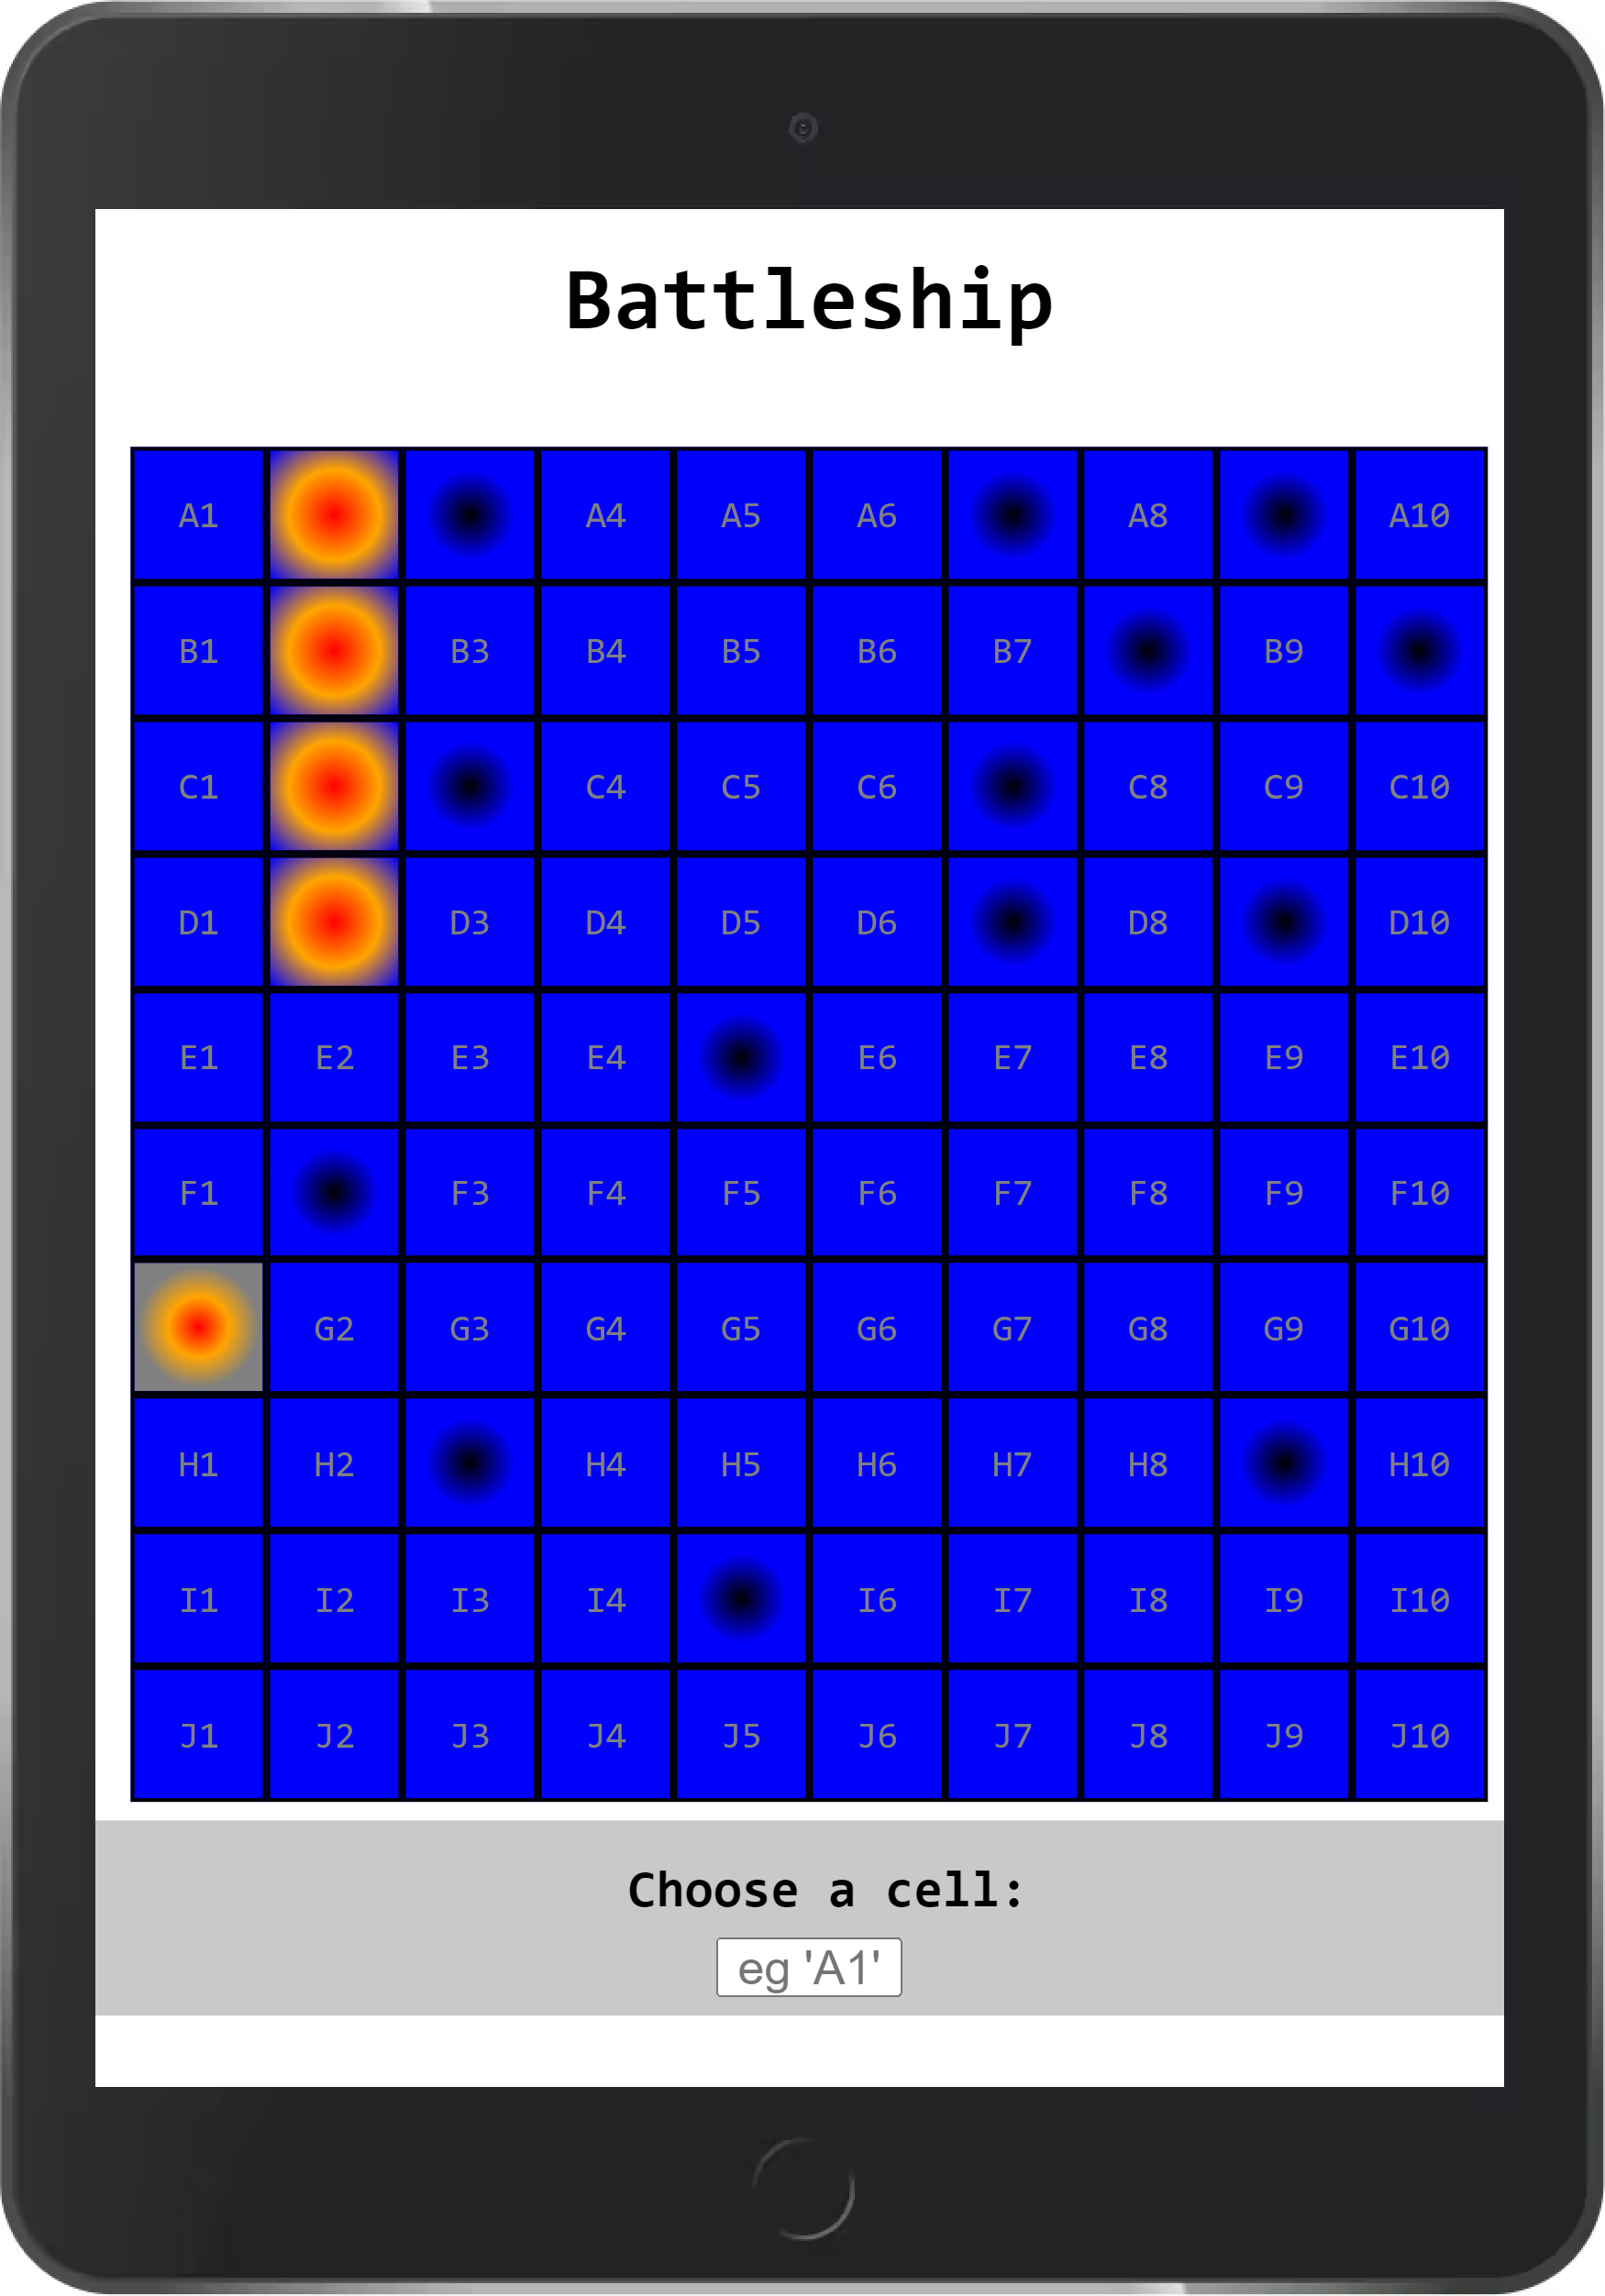 Battleship
A1 A4 A5 A6 A8 A10
B1 B3 B4 B5 B6 B7 B9
C1 C4 C5 C6 C8 C9 C10
D1 D3 D4 D5 D6 D8 D10
E1 E2 E3 E4 E6 E7 E8 E9 E10
F1 F3 F4 F5 F6 F7 F8 F9 F10
G2 G3 G4 G5 G6 G7 G8 G9 G10
H1 H2 H4 H5 H6 H7 H8 H10
I1 I2 I3 I4 I6 I7 I8 I9 I10
J1 J2 J3 J4 J5 J6 J7 J8 J9 J10
Choose a cell:
eg 'A1'